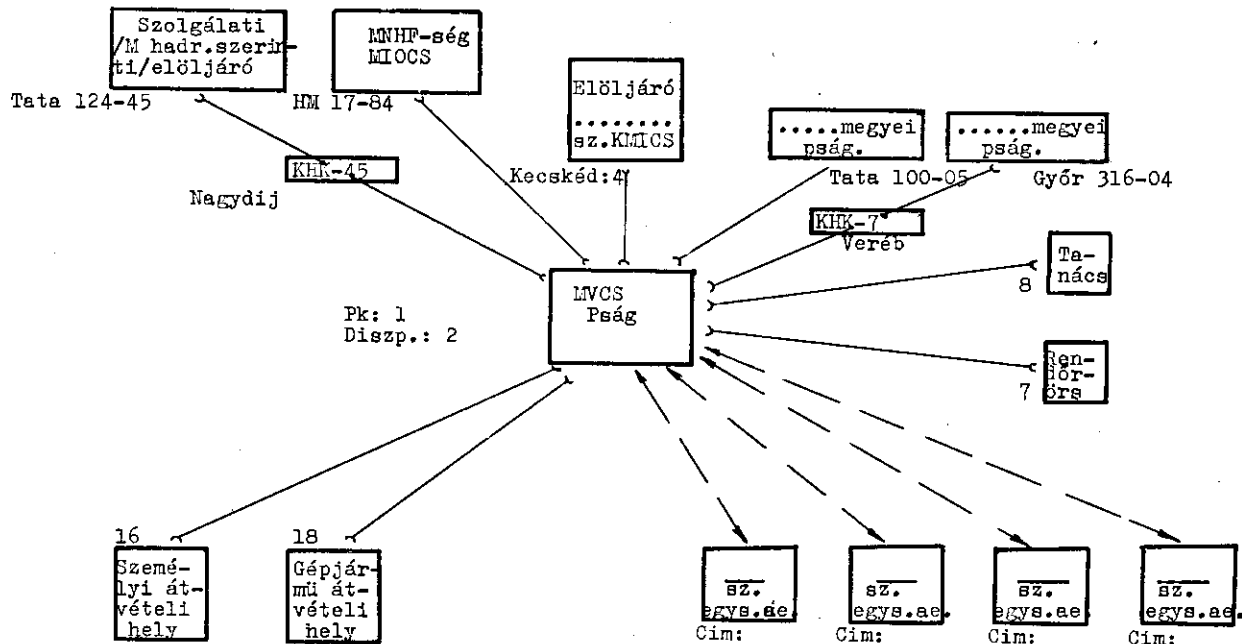 Szolgálati
/M hadr.szerin-
ti/elöljáró
Tata 124-45
MNHF-ség
MIOCS
HM 17-84
Elöljáró
........
sz.KMICS
Kecskéd:4
.....megyei
pság.
Tata 100-05
......megyei
pság.
Győr 316-04
KHK-45
Nagydij
KHK-7
Veréb
MVCS
Pság
Pk: 1
Diszp.: 2
8
Ta-
nács
7
Ren-
dőr-
örs
16
Szemé-
lyi át-
vételi
hely
18
Gépjár-
mü át-
vételi
hely
sz.
egys.ae.
Cim:
sz.
egys.ae.
Cim:
sz.
egys.ae.
Cim:
sz.
egys.ae.
Cim: